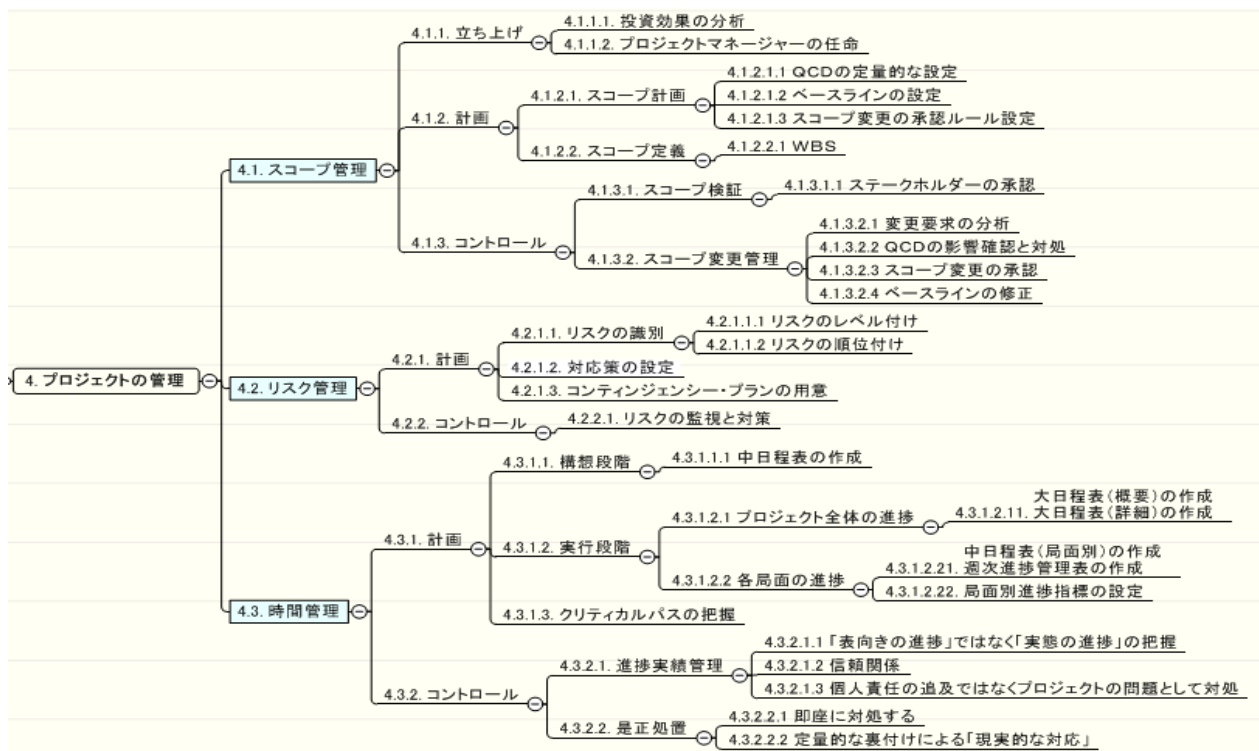 4. プロジェクトの管理
4.1. スコープ管理
4.1.1. 立ち上げ
4.1.1.1. 投資効果の分析
4.1.1.2. プロジェクトマネージャーの任命
4.1.2. 計画
4.1.2.1. スコープ計画
4.1.2.1.1 QCDの定量的な設定
4.1.2.1.2 ベースラインの設定
4.1.2.1.3 スコープ変更の承認ルール設定
4.1.2.2. スコープ定義
4.1.2.2.1 WBS
4.1.3. コントロール
4.1.3.1. スコープ検証
4.1.3.1.1 ステークホルダーの承認
4.1.3.2. スコープ変更管理
4.1.3.2.1 変更要求の分析
4.1.3.2.2 QCDの影響確認と対処
4.1.3.2.3 スコープ変更の承認
4.1.3.2.4 ベースラインの修正
4.2. リスク管理
4.2.1. 計画
4.2.1.1. リスクの識別
4.2.1.1.1 リスクのレベル付け
4.2.1.1.2 リスクの順位付け
4.2.1.2. 対応策の設定
4.2.1.3. コンティンジェンシー・プランの用意
4.2.2. コントロール
4.2.2.1. リスクの監視と対策
4.3. 時間管理
4.3.1. 計画
4.3.1.1. 構想段階
4.3.1.1.1 中日程表の作成
4.3.1.2. 実行段階
4.3.1.2.1 プロジェクト全体の進捗
大日程表(概要)の作成
4.3.1.2.11. 大日程表(詳細)の作成
4.3.1.2.2 各局面の進捗
中日程表(局面別)の作成
4.3.1.2.21. 週次進捗管理表の作成
4.3.1.2.22. 局面別進捗指標の設定
4.3.1.3. クリティカルパスの把握
4.3.2. コントロール
4.3.2.1. 進捗実績管理
4.3.2.1.1 「表向きの進捗」ではなく「実態の進捗」の把握
4.3.2.1.2 信頼関係
4.3.2.1.3 個人責任の追及ではなくプロジェクトの問題として対処
4.3.2.2. 是正処置
4.3.2.2.1 即座に対処する
4.3.2.2.2 定量的な裏付けによる「現実的な対応」